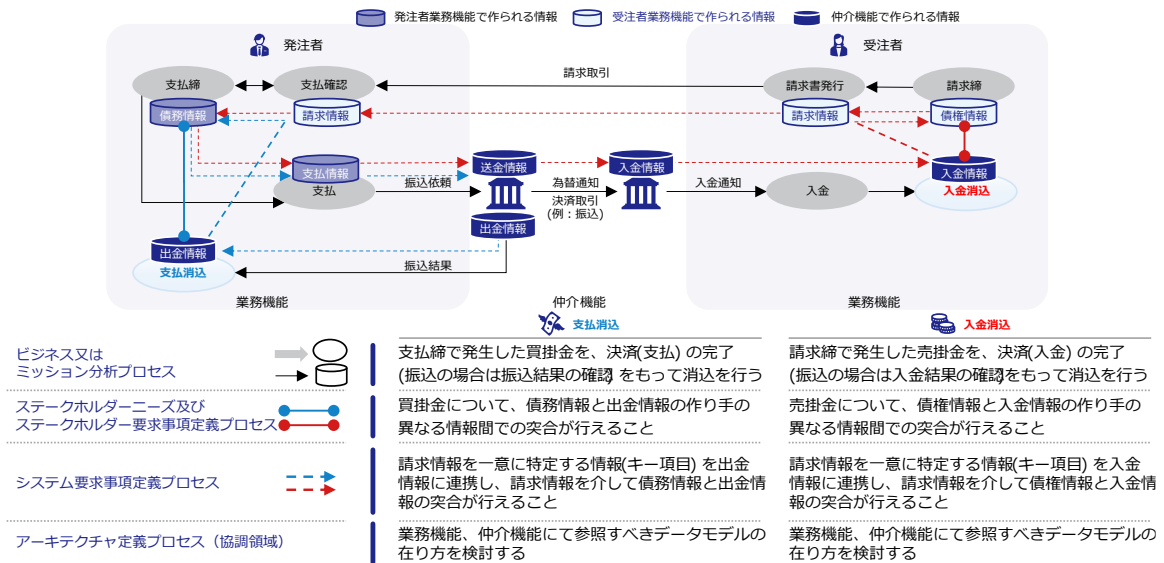 発注者業務機能で作られる情報
受注者業務機能で作られる情報
仲介機能で作られる情報
発注者
受注者
支払締
支払確認
請求取引
請求書発行
請求締
債務情報
請求情報
請求情報
債権情報
支払情報
送金情報
入金情報
入金情報
支払
振込依頼
為替通知
決済取引
(例：振込)
入金通知
入金
入金消込
出金情報
出金情報
支払消込
振込結果
業務機能
仲介機能
業務機能
支払消込
入金消込
ビジネス又は
ミッション分析プロセス
支払締で発生した買掛金を、決済(支払) の完了
(振込の場合は振込結果の確認) をもって消込を行う
請求締で発生した売掛金を、決済(入金) の完了
(振込の場合は入金結果の確認)をもって消込を行う
ステークホルダーニーズ及び
ステークホルダー要求事項定義プロセス
買掛金について、債務情報と出金情報の作り手の
異なる情報間での突合が行えること
売掛金について、債権情報と入金情報の作り手の
異なる情報間での突合が行えること
システム要求事項定義プロセス
請求情報を一意に特定する情報(キー項目) を出金
情報に連携し、請求情報を介して債務情報と出金情
報の突合が行えること
請求情報を一意に特定する情報(キー項目) を入金
情報に連携し、請求情報を介して債権情報と入金情
報の突合が行えること
アーキテクチャ定義プロセス（協調領域）
業務機能、仲介機能にて参照すべきデータモデルの
在り方を検討する
業務機能、仲介機能にて参照すべきデータモデルの
在り方を検討する